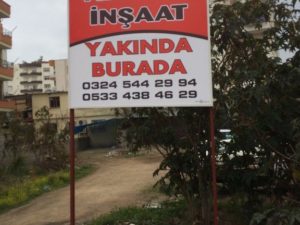 İNŞAAT
YAKINDA
BURADA
0324 544 29 94
0533 438 46 29